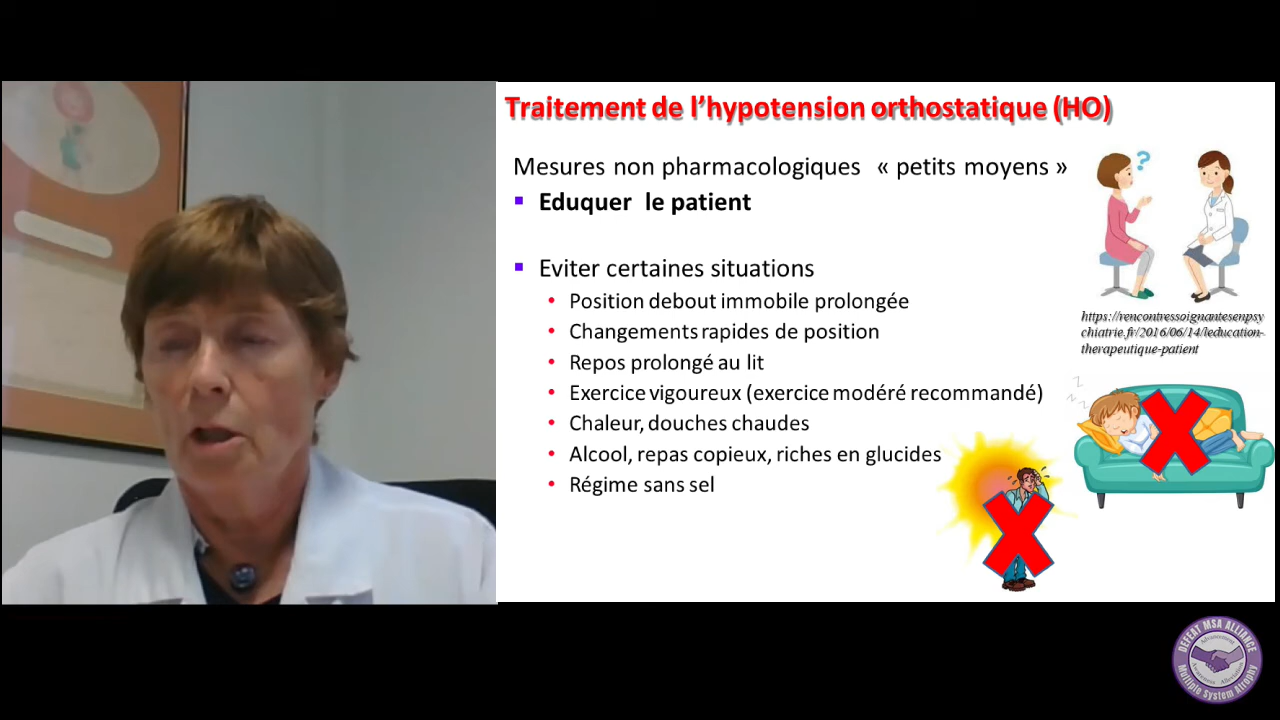 Traitement de l’hypotension orthostatique (HO)
Mesures non pharmacologiques « petits moyens »
▪ Eduquer le patient
▪ Eviter certaines situations
• Position debout immobile prolongée
• Changements rapides de position
• Repos prolongé au lit
• Exercice vigoureux (exercice modéré recommandé)
• Chaleur, douches chaudes
• Alcool, repas copieux, riches en glucides
• Régime sans sel
?
https://rencontressoignantesenpsy
chiatrie.fr/2016/06/14/leducation-
therapeutique-patient
z z z
DEFEAT MSA ALLIANCE
Advancement
Awareness
Multiple System Atrophy